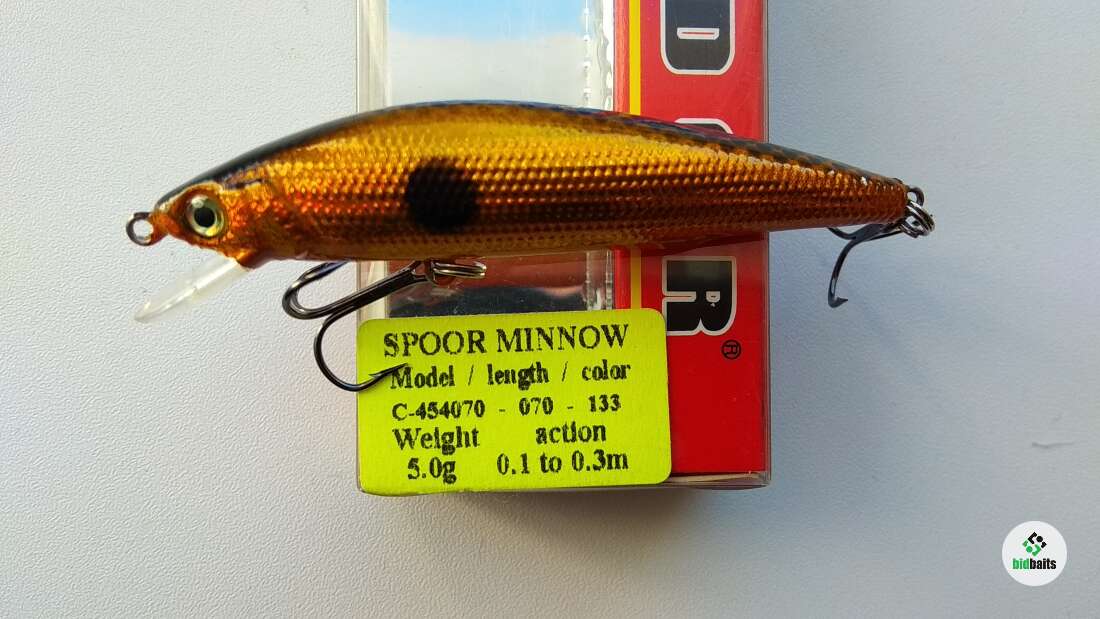 SPOOR MINNOW
Model / length / color
C-454070 - 070 - 133
Weight action
5.0g 0.1 to 0.3m
R®
bidbaits